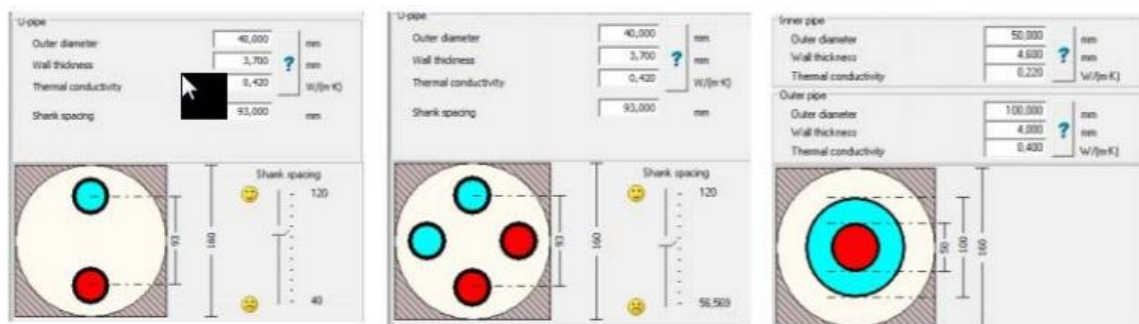 U-pipe
Outer diameter 40,000 mm
Wall thickness 3,700 mm
Thermal conductivity 0,420 W/(m·K)
Shank spacing 93,000 mm
?
Shank spacing
120
40
93
160
U-pipe
Outer diameter 40,000 mm
Wall thickness 3,700 mm
Thermal conductivity 0,420 W/(m·K)
Shank spacing 93,000 mm
?
Shank spacing
120
56,569
93
160
Inner pipe
Outer diameter 50,000 mm
Wall thickness 4,600 mm
Thermal conductivity 0,220 W/(m·K)
?
Outer pipe
Outer diameter 100,000 mm
Wall thickness 4,000 mm
Thermal conductivity 0,400 W/(m·K)
?
50
100
160